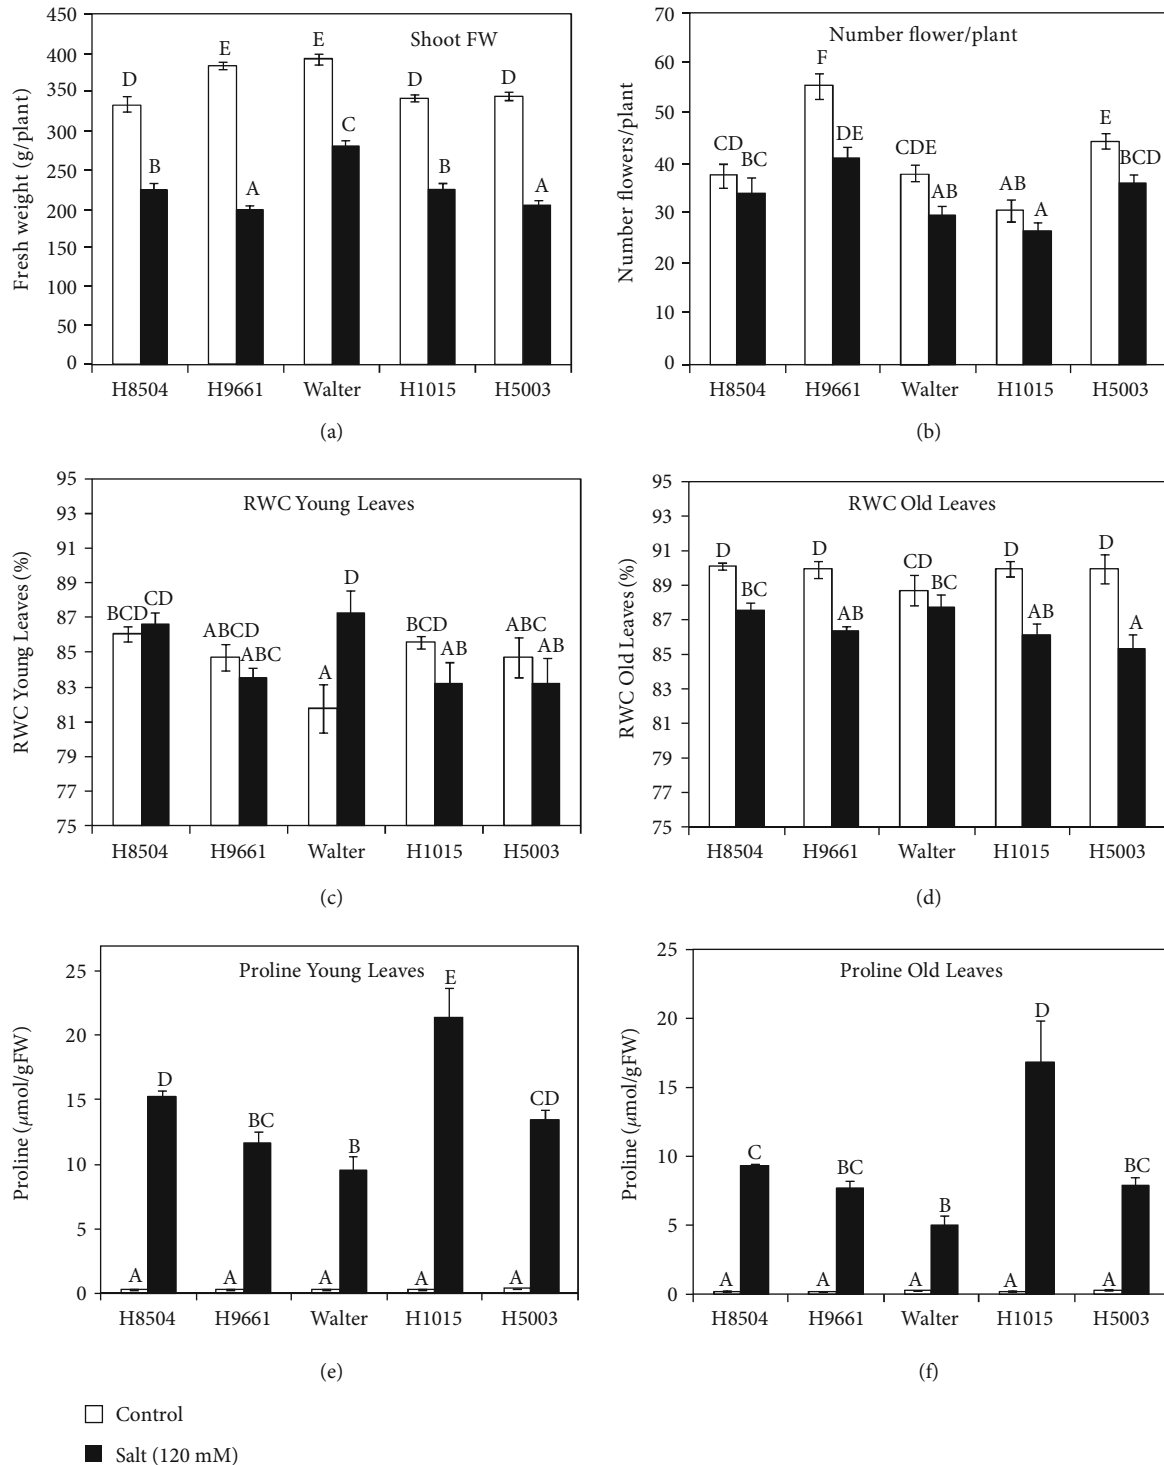 Shoot FW
Fresh weight (g/plant)
450
400
350
300
250
200
150
100
50
0
D
B
E
A
E
C
D
B
D
A
H8504 H9661 Walter H1015 H5003
(a)
Number flower/plant
Number flowers/plant
70
60
50
40
30
20
10
0
CD
BC
F
DE
CDE
AB
AB
A
E
BCD
H8504 H9661 Walter H1015 H5003
(b)
RWC Young Leaves
RWC Young Leaves (%)
95
93
91
89
87
85
83
81
79
77
75
BCD
CD
ABCD
ABC
A
D
BCD
AB
ABC
AB
H8504 H9661 Walter H1015 H5003
(c)
RWC Old Leaves
RWC Old Leaves (%)
95
93
91
89
87
85
83
81
79
77
75
D
BC
D
AB
CD
BC
D
AB
D
A
H8504 H9661 Walter H1015 H5003
(d)
Proline Young Leaves
Proline (μmol/gFW)
25
20
15
10
5
0
A
D
A
BC
A
B
A
E
A
CD
H8504 H9661 Walter H1015 H5003
(e)
Proline Old Leaves
Proline (μmol/gFW)
25
20
15
10
5
0
A
C
A
BC
A
B
A
D
A
BC
H8504 H9661 Walter H1015 H5003
(f)
Control
Salt (120 mM)